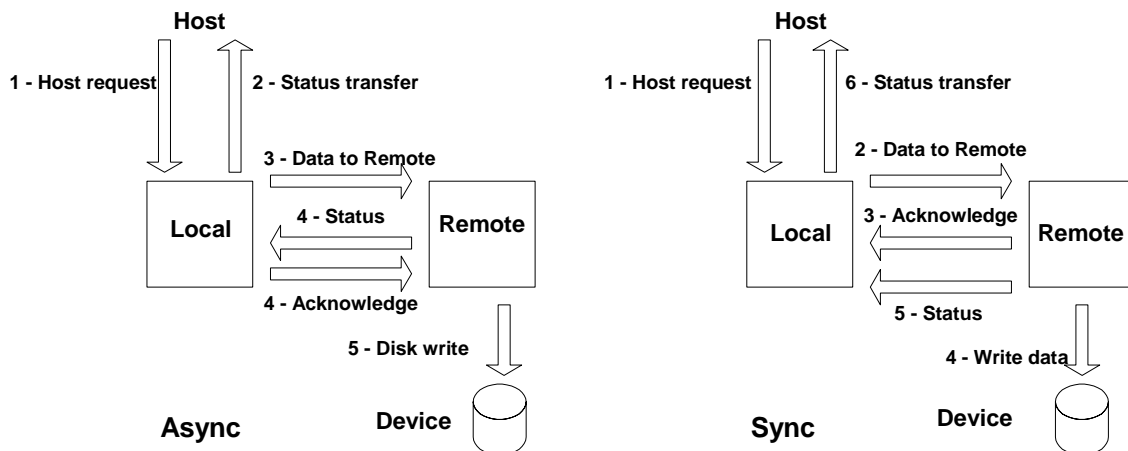 Host
1 - Host request
2 - Status transfer
3 - Data to Remote
Local
4 - Status
Remote
4 - Acknowledge
5 - Disk write
Device
Async
Host
1 - Host request
6 - Status transfer
2 - Data to Remote
3 - Acknowledge
Local
Remote
5 - Status
4 - Write data
Device
Sync